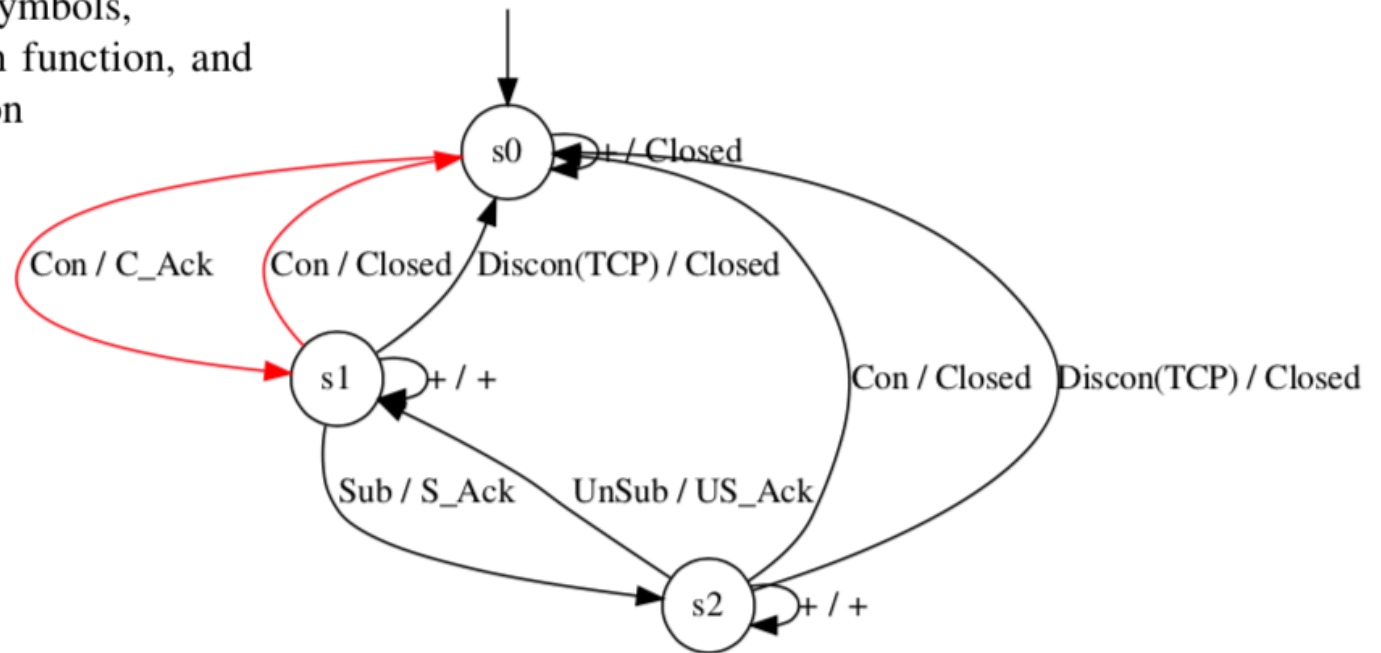 function, and
s0
+ / Closed
Con / C_Ack
Con / Closed
Discon(TCP) / Closed
s1
+ / +
Con / Closed
Discon(TCP) / Closed
Sub / S_Ack
UnSub / US_Ack
s2
+ / +